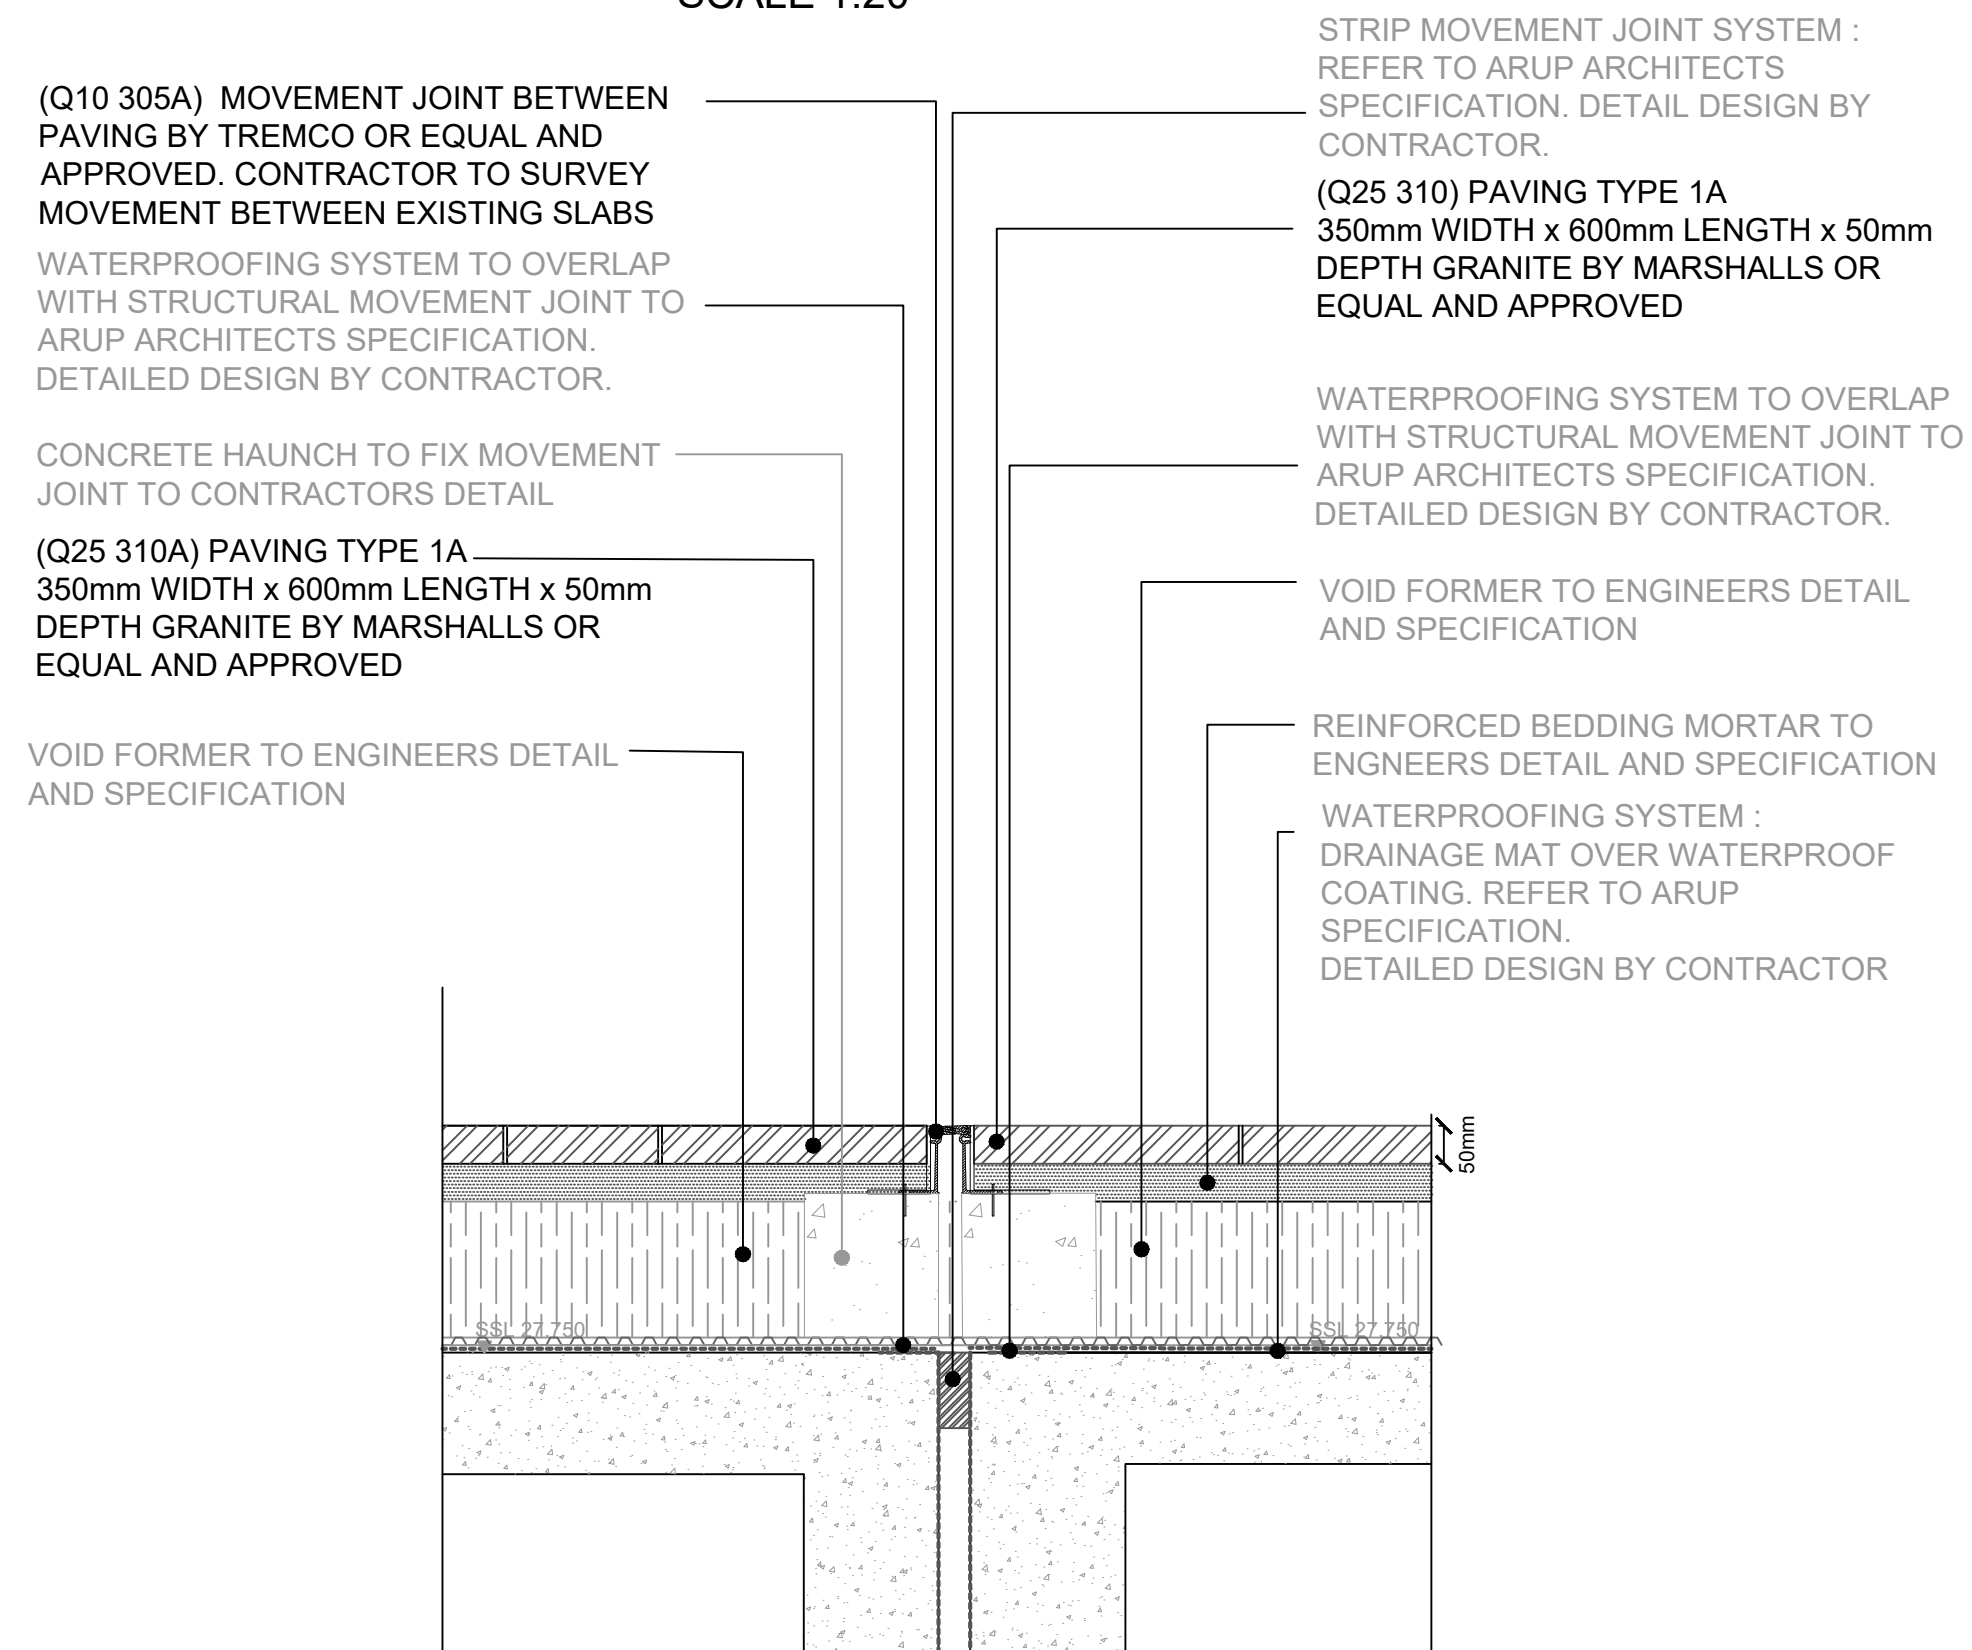 SCALE 1:20
(Q10 305A) MOVEMENT JOINT BETWEEN
PAVING BY TREMCO OR EQUAL AND
APPROVED. CONTRACTOR TO SURVEY
MOVEMENT BETWEEN EXISTING SLABS
WATERPROOFING SYSTEM TO OVERLAP
WITH STRUCTURAL MOVEMENT JOINT TO
ARUP ARCHITECTS SPECIFICATION.
DETAILED DESIGN BY CONTRACTOR.
CONCRETE HAUNCH TO FIX MOVEMENT
JOINT TO CONTRACTORS DETAIL
(Q25 310A) PAVING TYPE 1A
350mm WIDTH x 600mm LENGTH x 50mm
DEPTH GRANITE BY MARSHALLS OR
EQUAL AND APPROVED
VOID FORMER TO ENGINEERS DETAIL
AND SPECIFICATION
STRIP MOVEMENT JOINT SYSTEM :
REFER TO ARUP ARCHITECTS
SPECIFICATION. DETAIL DESIGN BY
CONTRACTOR.
(Q25 310) PAVING TYPE 1A
350mm WIDTH x 600mm LENGTH x 50mm
DEPTH GRANITE BY MARSHALLS OR
EQUAL AND APPROVED
WATERPROOFING SYSTEM TO OVERLAP
WITH STRUCTURAL MOVEMENT JOINT TO
ARUP ARCHITECTS SPECIFICATION.
DETAILED DESIGN BY CONTRACTOR.
VOID FORMER TO ENGINEERS DETAIL
AND SPECIFICATION
REINFORCED BEDDING MORTAR TO
ENGNEERS DETAIL AND SPECIFICATION
WATERPROOFING SYSTEM :
DRAINAGE MAT OVER WATERPROOF
COATING. REFER TO ARUP
SPECIFICATION.
DETAILED DESIGN BY CONTRACTOR
50mm
SSL 27.750
SSL 27.750